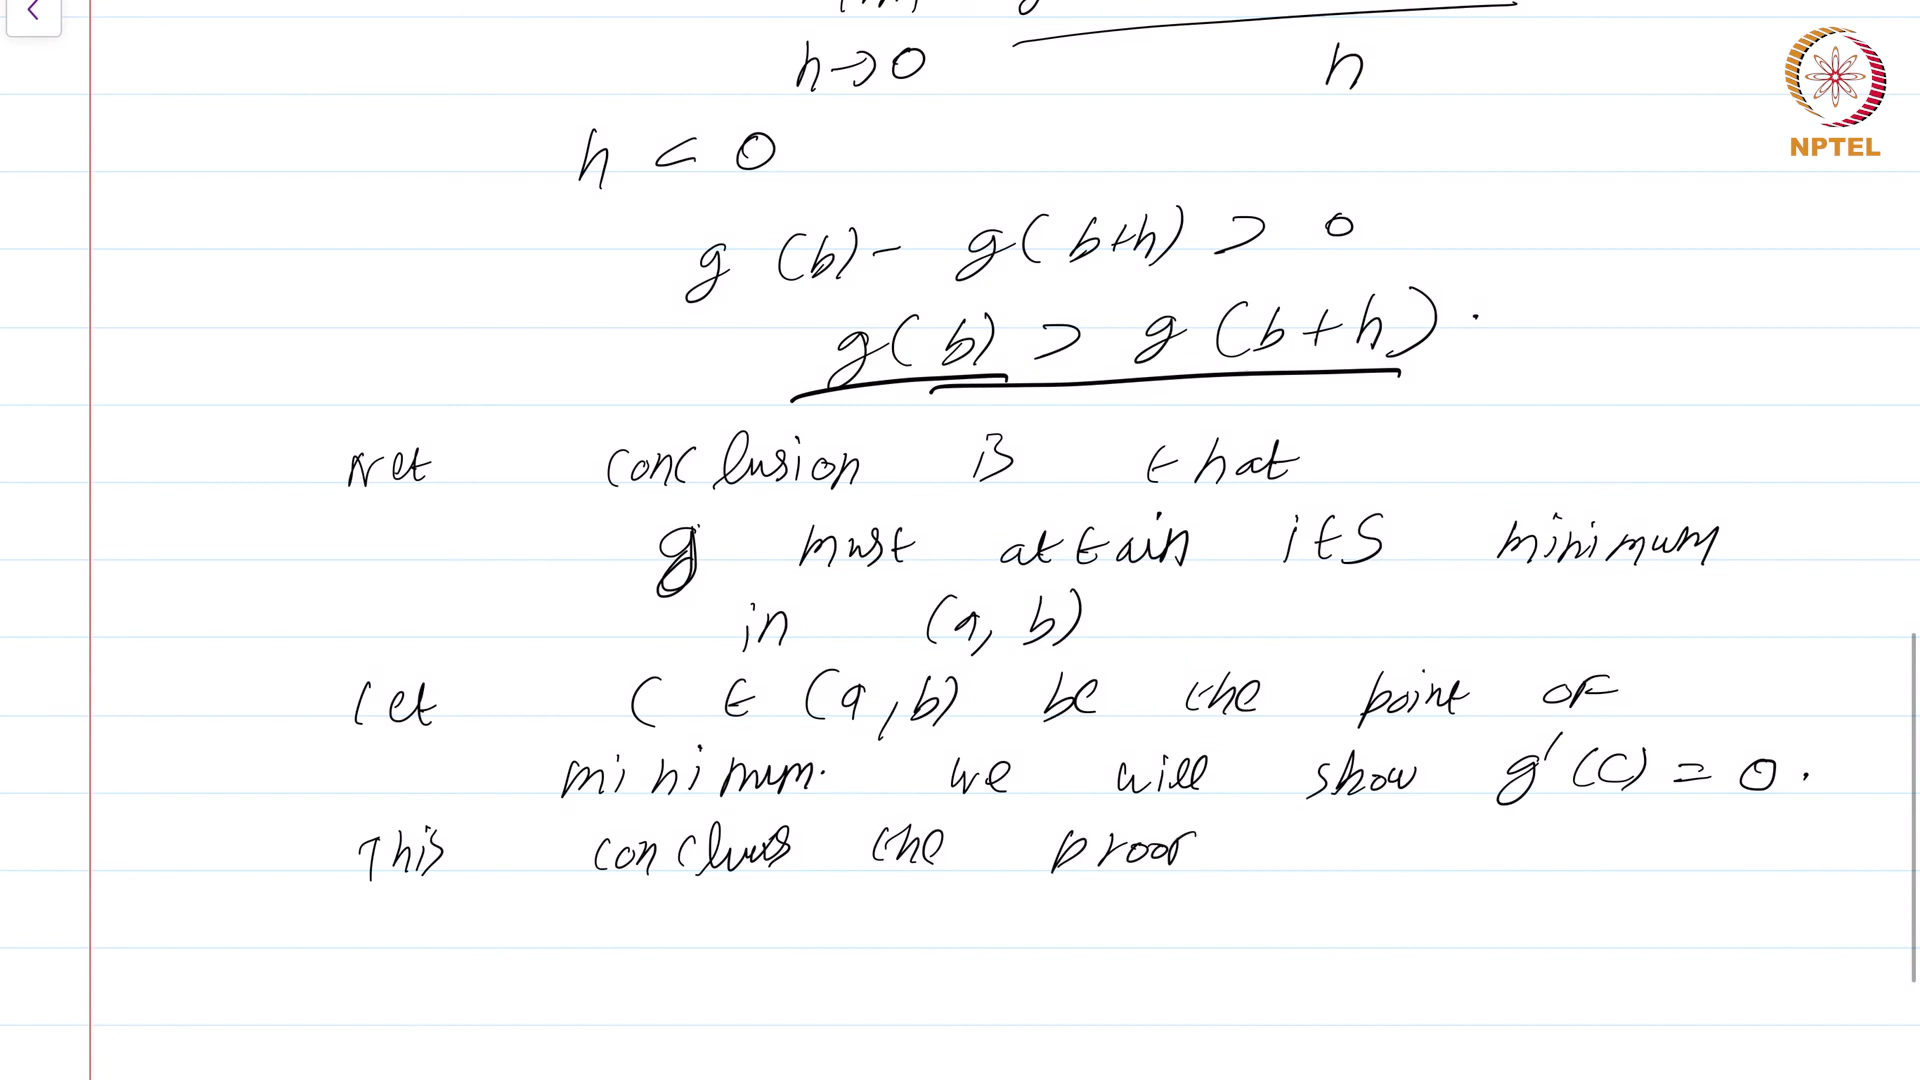 h→0 h
h < 0
g (b) - g(b+h) > 0
g(b) > g(b+h).
Net conclusion is that
g must attain its minimum
in (a, b)
Let C ∈ (a, b) be the point of
minimum. we will show g'(C) = 0.
This concludes the proof
NPTEL